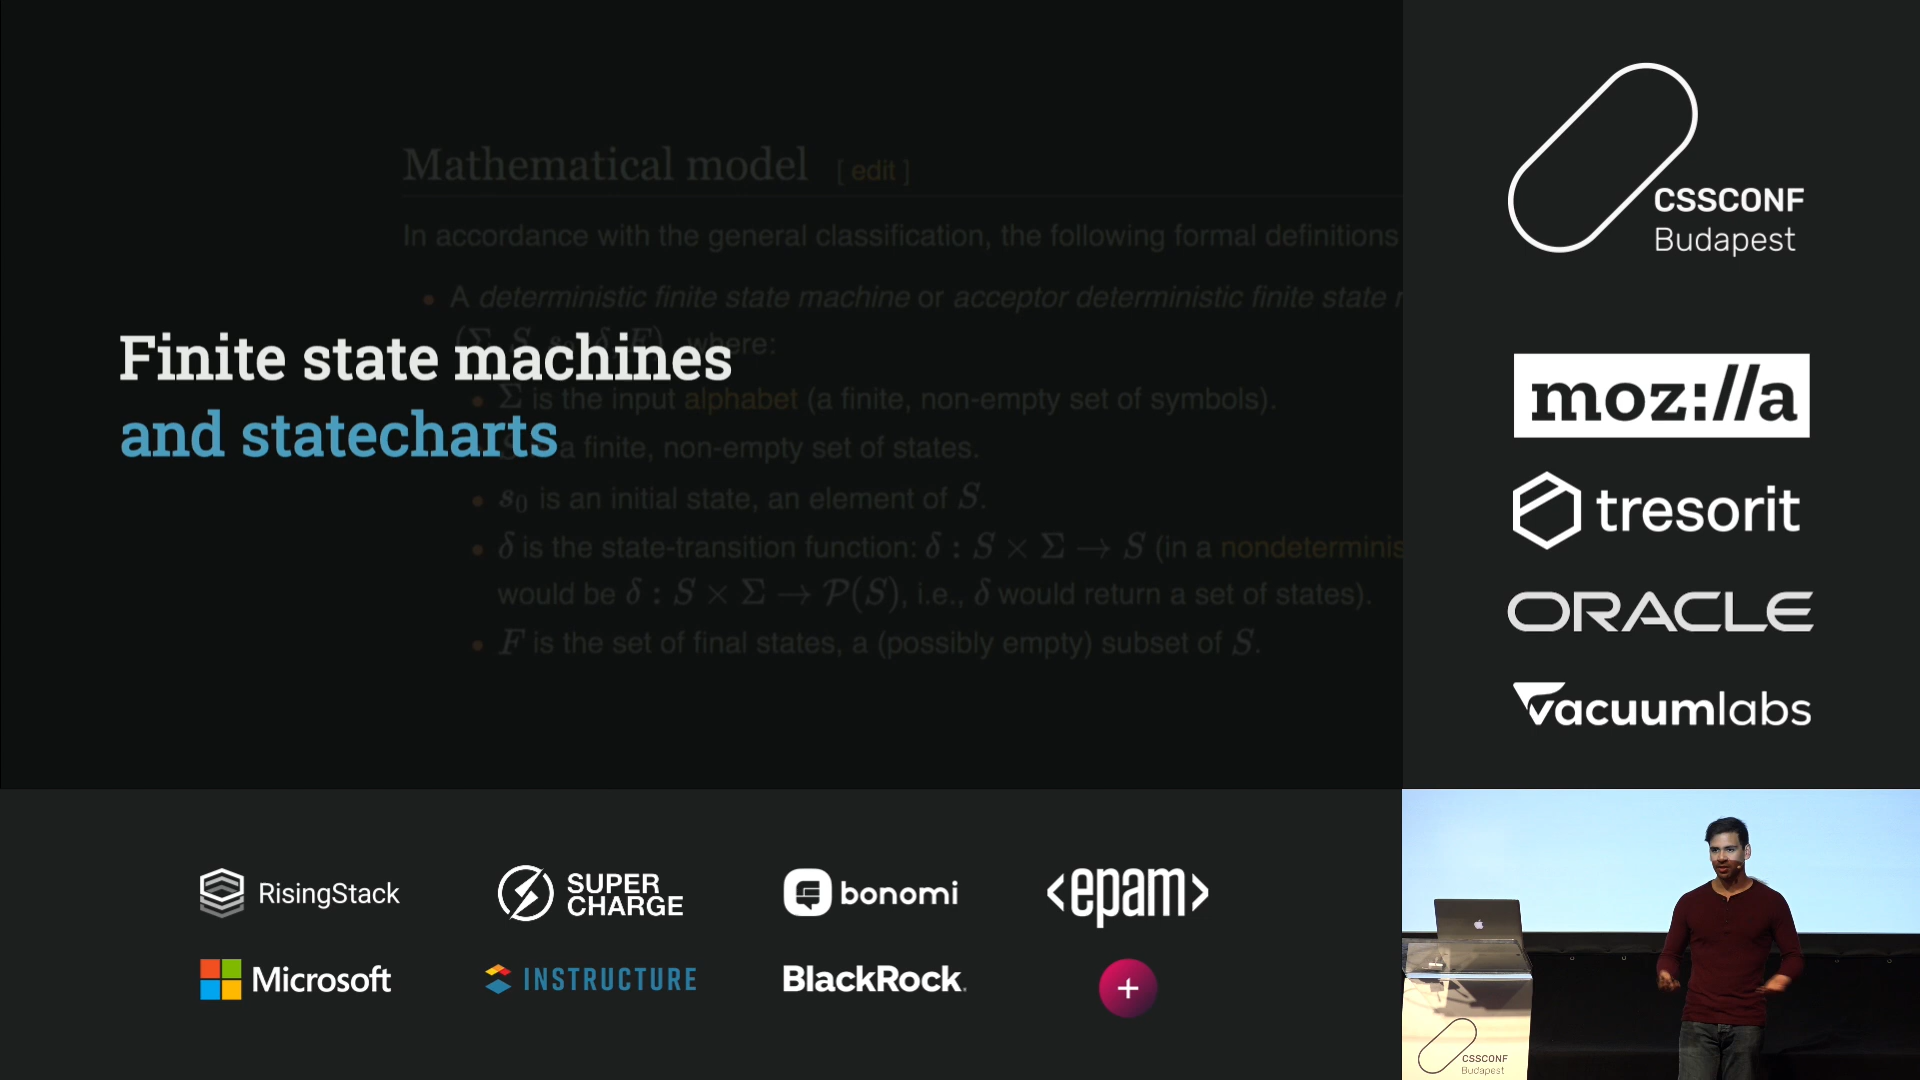 Mathematical model [ edit ]
In accordance with the general classification, the following formal definitions
• A deterministic finite state machine or acceptor deterministic finite state
where:
Finite state machines
Σ is the input alphabet (a finite, non-empty set of symbols).
and statecharts
a finite, non-empty set of states.
• s₀ is an initial state, an element of S.
• δ is the state-transition function: δ : S × Σ → S (in a nondeterminis
would be δ : S × Σ → P(S), i.e., δ would return a set of states).
• F is the set of final states, a (possibly empty) subset of S.
CSSCONF
Budapest
moz://a
tresorit
ORACLE
vacuumlabs
RisingStack
SUPER
CHARGE
bonomi
<epam>
Microsoft
INSTRUCTURE
BlackRock.
+
CSSCONF
Budapest